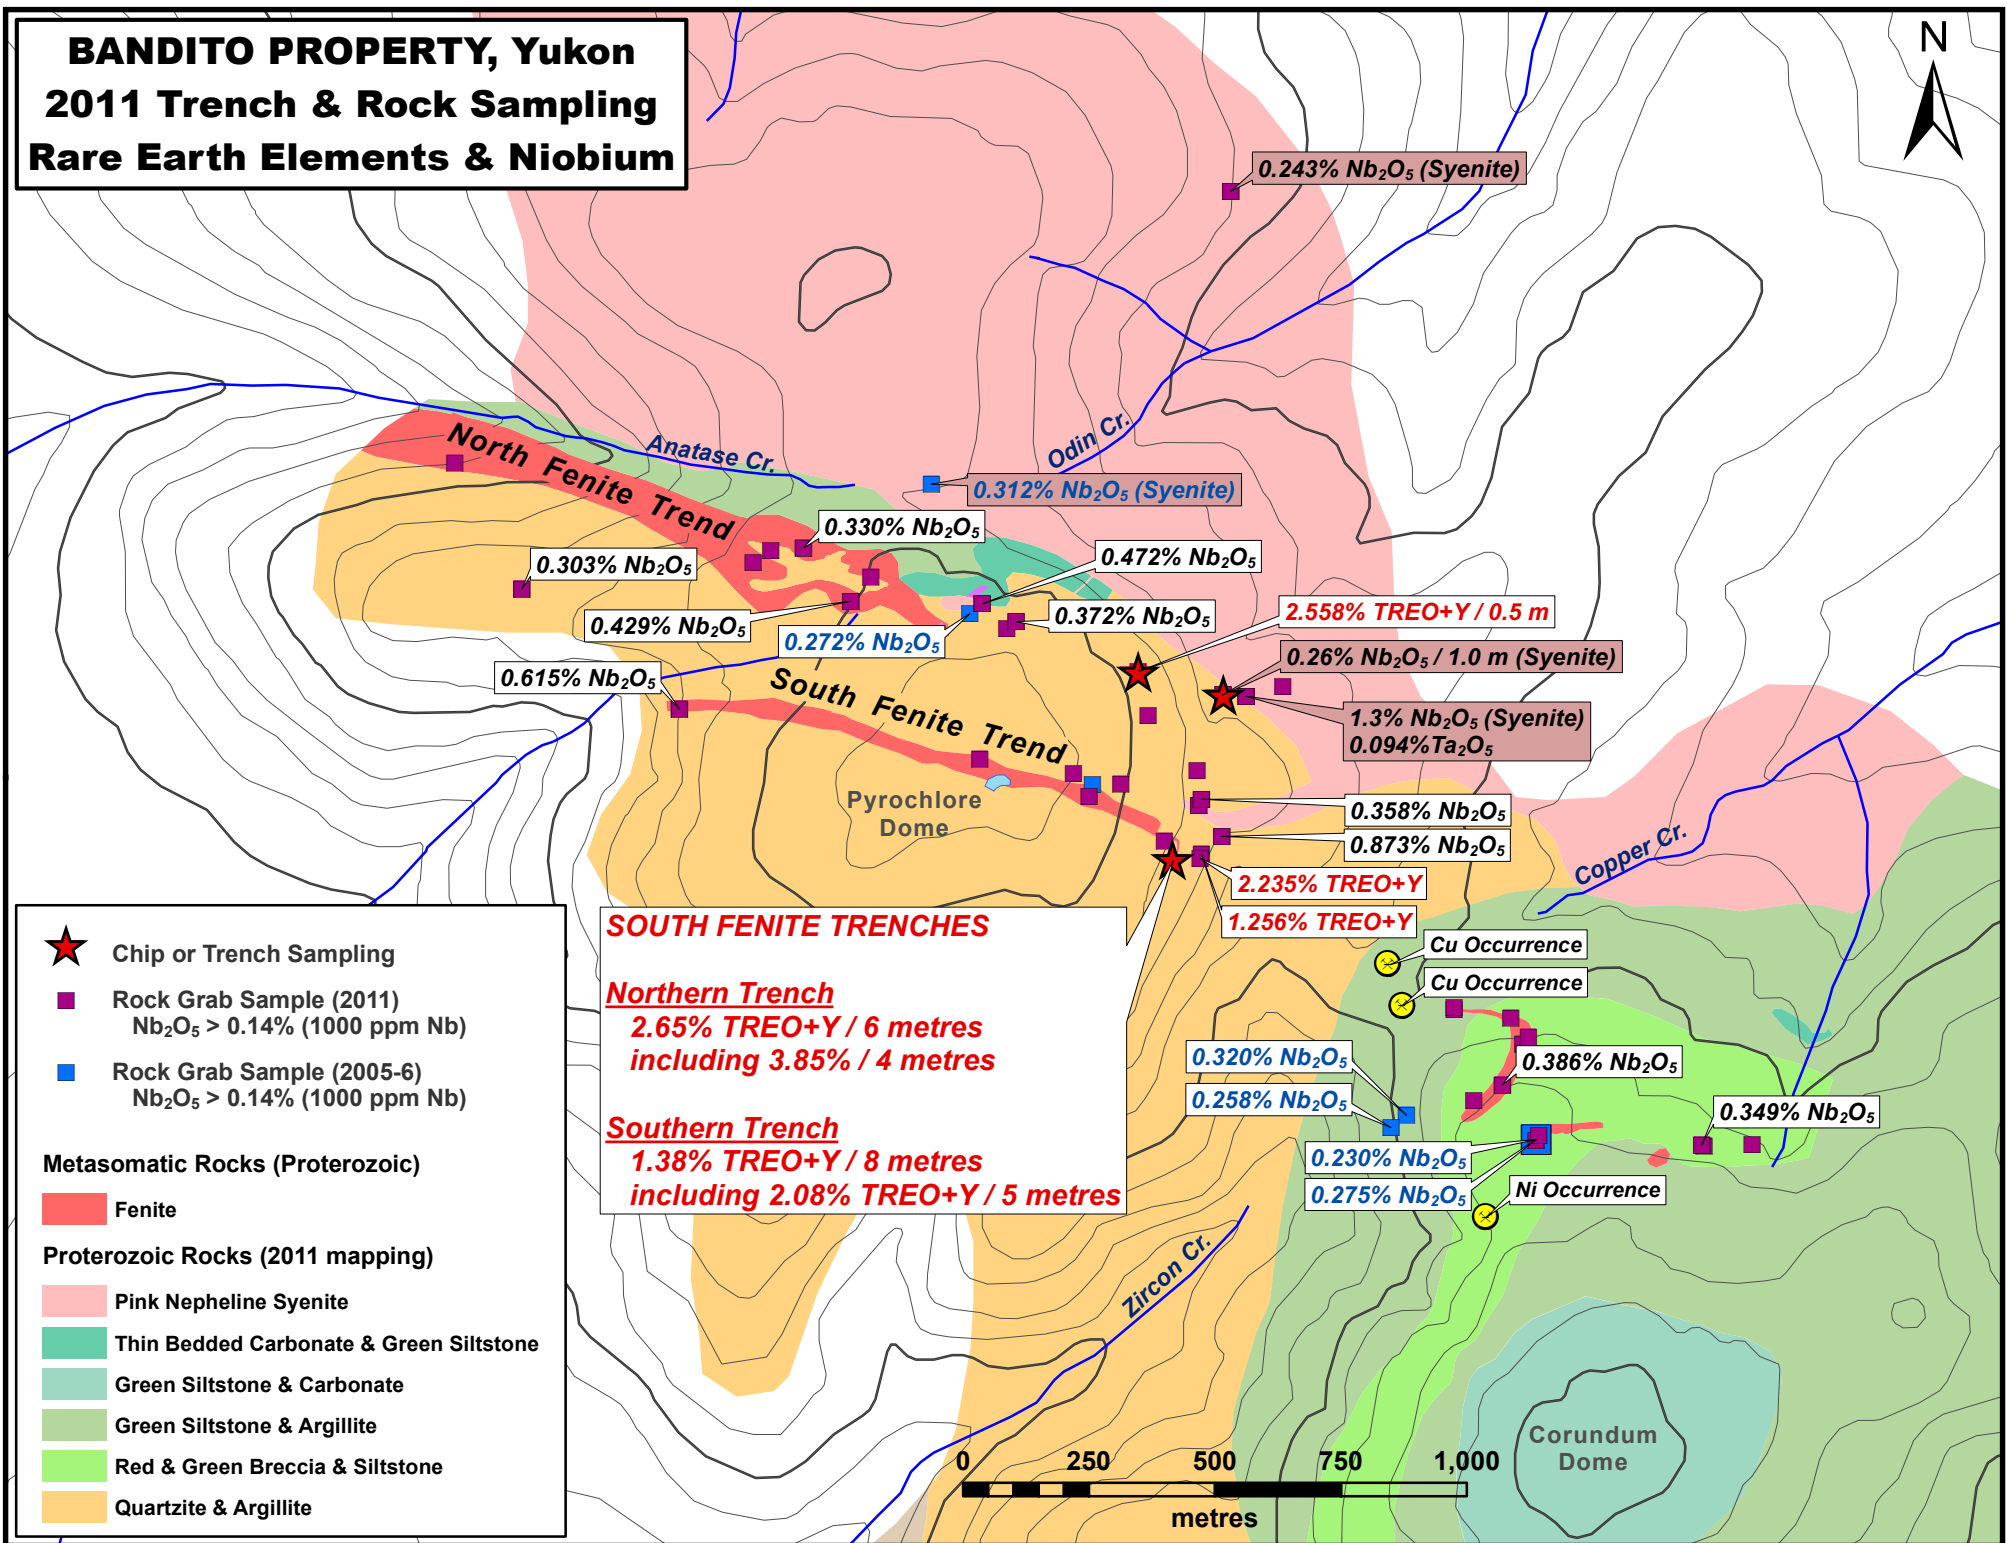 BANDITO PROPERTY, Yukon
2011 Trench & Rock Sampling
Rare Earth Elements & Niobium
N
0.243% Nb₂O₅ (Syenite)
North Fenite Trend
Anatase Cr.
Odin Cr.
0.312% Nb₂O₅ (Syenite)
0.330% Nb₂O₅
0.303% Nb₂O₅
0.472% Nb₂O₅
0.429% Nb₂O₅
0.272% Nb₂O₅
0.372% Nb₂O₅
2.558% TREO+Y / 0.5 m
0.26% Nb₂O₅ / 1.0 m (Syenite)
0.615% Nb₂O₅
South Fenite Trend
1.3% Nb₂O₅ (Syenite)
0.094%Ta₂O₅
Pyrochlore
Dome
0.358% Nb₂O₅
0.873% Nb₂O₅
Copper Cr.
2.235% TREO+Y
1.256% TREO+Y
Cu Occurrence
Cu Occurrence
SOUTH FENITE TRENCHES
Northern Trench
2.65% TREO+Y / 6 metres
including 3.85% / 4 metres
Southern Trench
1.38% TREO+Y / 8 metres
including 2.08% TREO+Y / 5 metres
0.320% Nb₂O₅
0.258% Nb₂O₅
0.386% Nb₂O₅
0.349% Nb₂O₅
0.230% Nb₂O₅
0.275% Nb₂O₅
Ni Occurrence
Zircon Cr.
Corundum
Dome
Chip or Trench Sampling
Rock Grab Sample (2011)
Nb₂O₅ > 0.14% (1000 ppm Nb)
Rock Grab Sample (2005-6)
Nb₂O₅ > 0.14% (1000 ppm Nb)
Metasomatic Rocks (Proterozoic)
Fenite
Proterozoic Rocks (2011 mapping)
Pink Nepheline Syenite
Thin Bedded Carbonate & Green Siltstone
Green Siltstone & Carbonate
Green Siltstone & Argillite
Red & Green Breccia & Siltstone
Quartzite & Argillite
0 250 500 750 1,000
metres